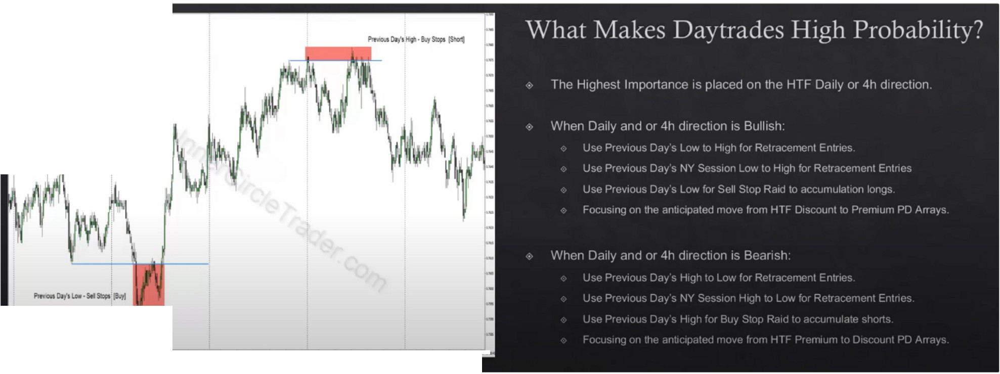 Previous Day's High - Buy Stops [Short]
Previous Day's Low - Sell Stops [Buy]
InnerCircleTrader.com
What Makes Daytrades High Probability?
The Highest Importance is placed on the HTF Daily or 4h direction.
When Daily and or 4h direction is Bullish:
Use Previous Day's Low to High for Retracement Entries.
Use Previous Day's NY Session Low to High for Retracement Entries
Use Previous Day's Low for Sell Stop Raid to accumulation longs.
Focusing on the anticipated move from HTF Discount to Premium PD Arrays.
When Daily and or 4h direction is Bearish:
Use Previous Day's High to Low for Retracement Entries.
Use Previous Day's NY Session High to Low for Retracement Entries.
Use Previous Day's High for Buy Stop Raid to accumulate shorts.
Focusing on the anticipated move from HTF Premium to Discount PD Arrays.